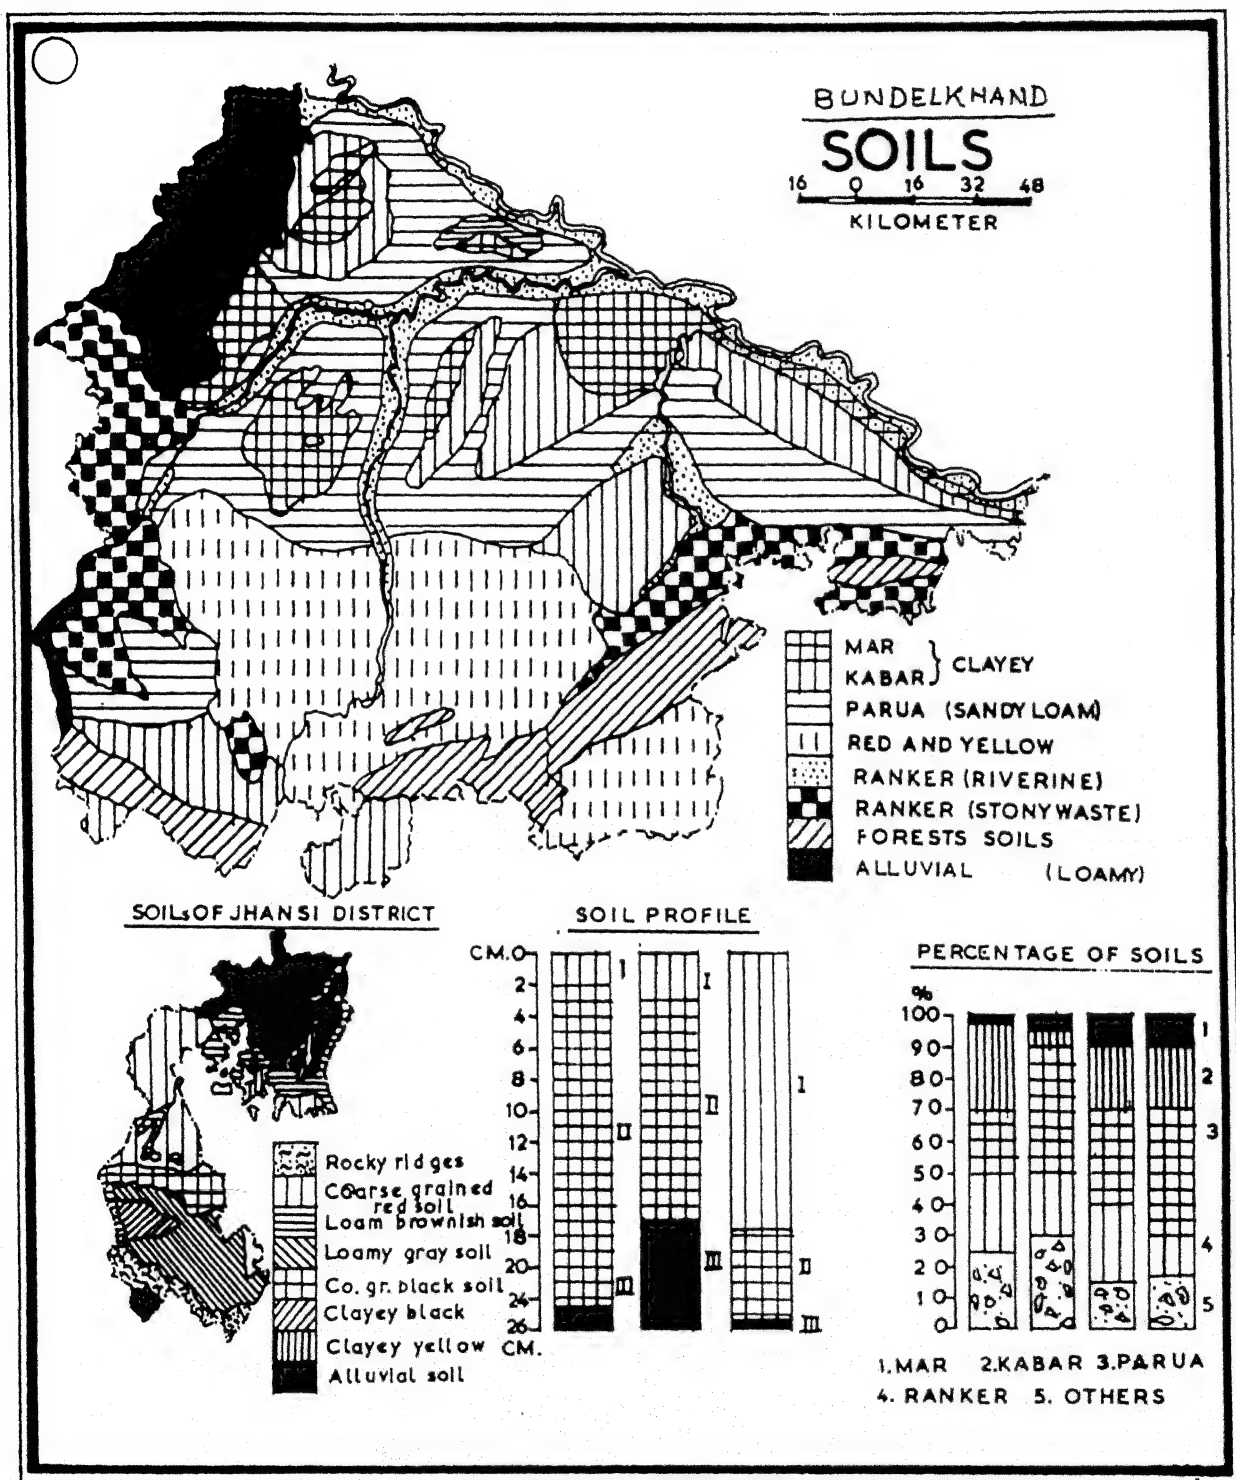 BUNDELKHAND
SOILS
16 0 16 32 48
KILOMETER
MAR
KABAR } CLAYEY
PARUA (SANDY LOAM)
RED AND YELLOW
RANKER (RIVERINE)
RANKER (STONY WASTE)
FORESTS SOILS
ALLUVIAL (LOAMY)
SOILs OF JHANSI DISTRICT
Rocky ridges
Coarse grained
red soil
Loam brownish soil
Loamy gray soil
Co. gr. black soil
Clayey black
Clayey yellow
Alluvial soil
SOIL PROFILE
CM. 0
2
4
6
8
10
12
14
16
18
20
22
24
26
CM.
I
II
III
I
II
III
I
II
III
PERCENTAGE OF SOILS
%
100
90
80
70
60
50
40
30
20
10
0
1
2
3
4
5
1. MAR 2. KABAR 3. PARUA
4. RANKER 5. OTHERS